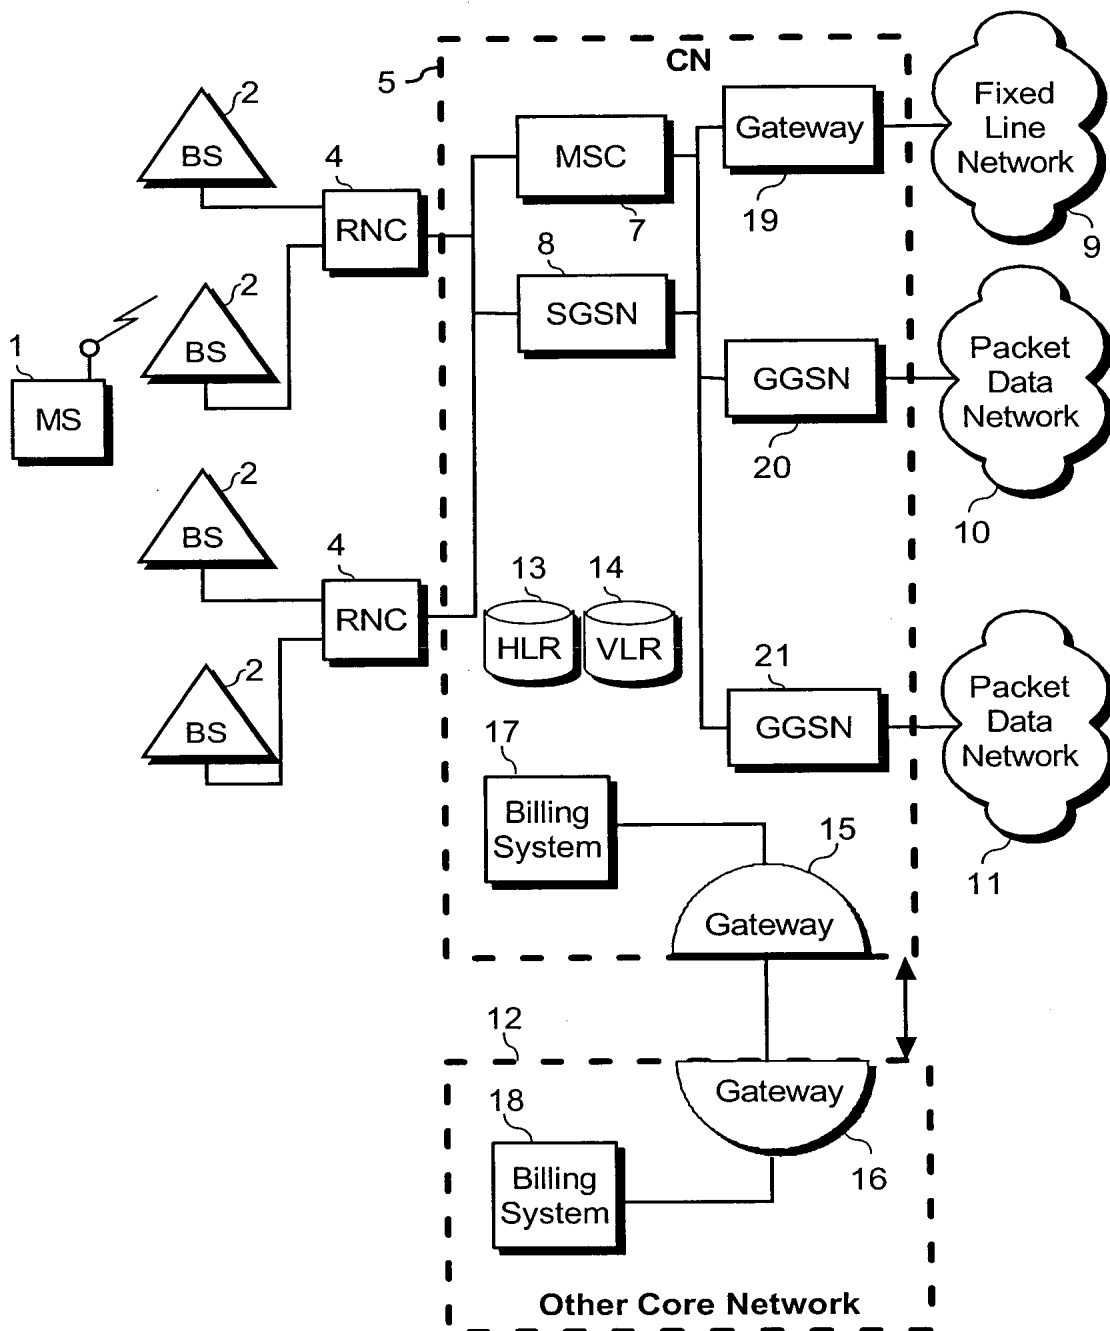 CN
5
Fixed
Line
Network
9
2
BS
4
RNC
MSC
7
Gateway
19
8
SGSN
2
BS
1
MS
GGSN
20
Packet
Data
Network
10
2
BS
4
RNC
13
HLR
14
VLR
2
BS
21
GGSN
Packet
Data
Network
11
17
Billing
System
15
Gateway
12
Gateway
16
18
Billing
System
Other Core Network